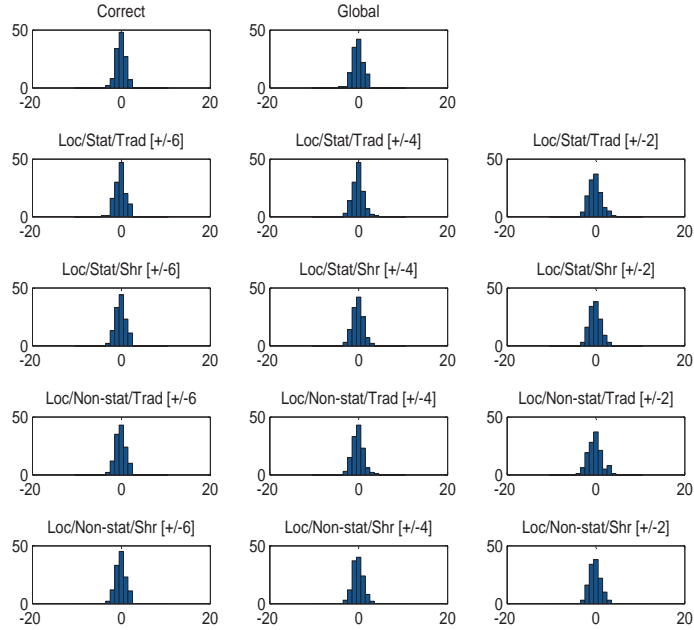 Correct Global
50 50
0 0
-20 0 20 -20 0 20
Loc/Stat/Trad [+/-6] Loc/Stat/Trad [+/-4] Loc/Stat/Trad [+/-2]
50 50 50
0 0 0
-20 0 20 -20 0 20 -20 0 20
Loc/Stat/Shr [+/-6] Loc/Stat/Shr [+/-4] Loc/Stat/Shr [+/-2]
50 50 50
0 0 0
-20 0 20 -20 0 20 -20 0 20
Loc/Non-stat/Trad [+/-6 Loc/Non-stat/Trad [+/-4] Loc/Non-stat/Trad [+/-2]
50 50 50
0 0 0
-20 0 20 -20 0 20 -20 0 20
Loc/Non-stat/Shr [+/-6] Loc/Non-stat/Shr [+/-4] Loc/Non-stat/Shr [+/-2]
50 50 50
0 0 0
-20 0 20 -20 0 20 -20 0 20